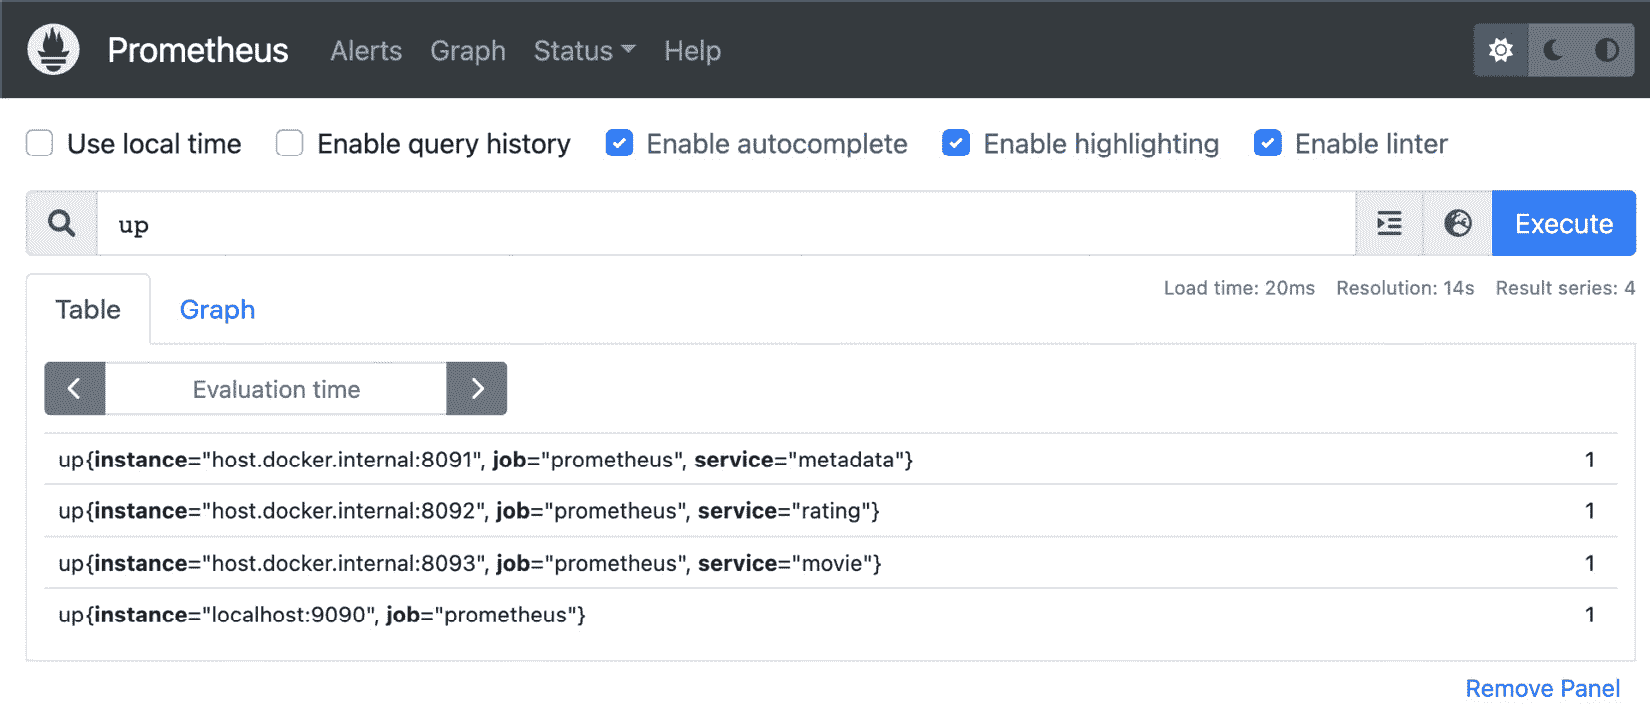 Prometheus Alerts Graph Status Help
Use local time Enable query history Enable autocomplete Enable highlighting Enable linter
up Execute
Load time: 20ms Resolution: 14s Result series: 4
Table Graph
Evaluation time
up{instance="host.docker.internal:8091", job="prometheus", service="metadata"} 1
up{instance="host.docker.internal:8092", job="prometheus", service="rating"} 1
up{instance="host.docker.internal:8093", job="prometheus", service="movie"} 1
up{instance="localhost:9090", job="prometheus"} 1
Remove Panel